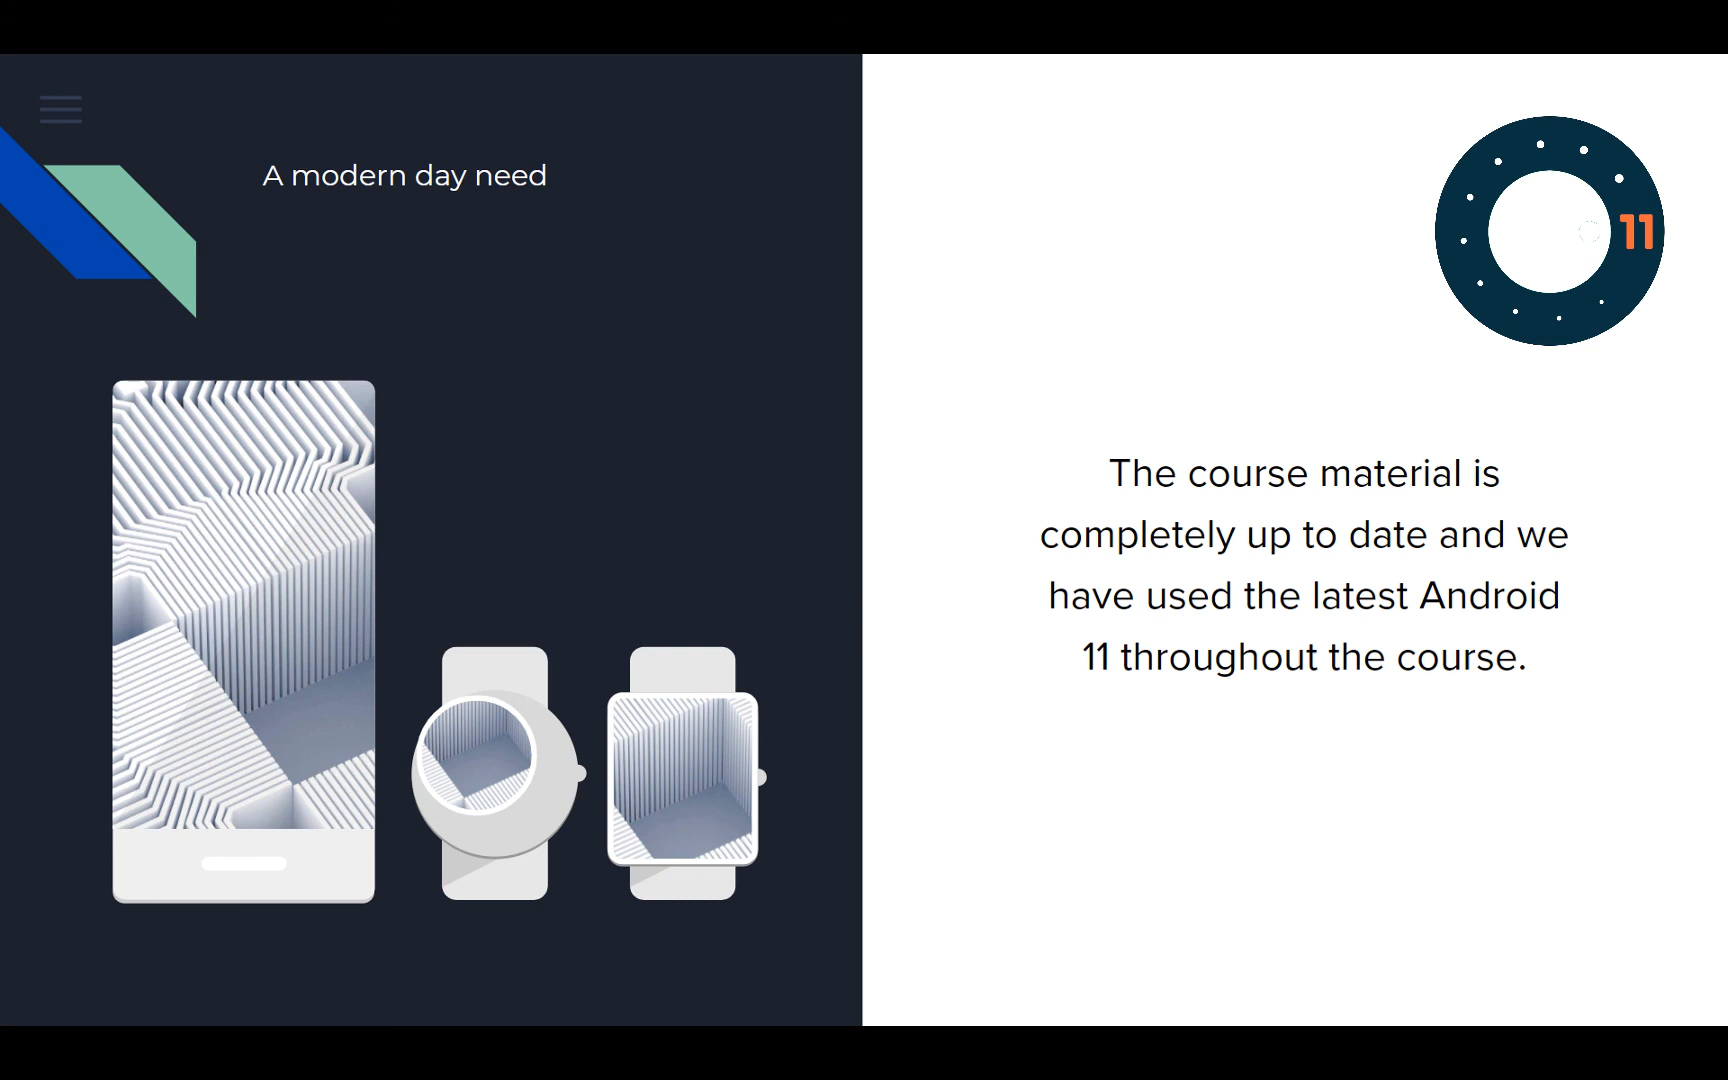 A modern day need
11
The course material is
completely up to date and we
have used the latest Android
11 throughout the course.